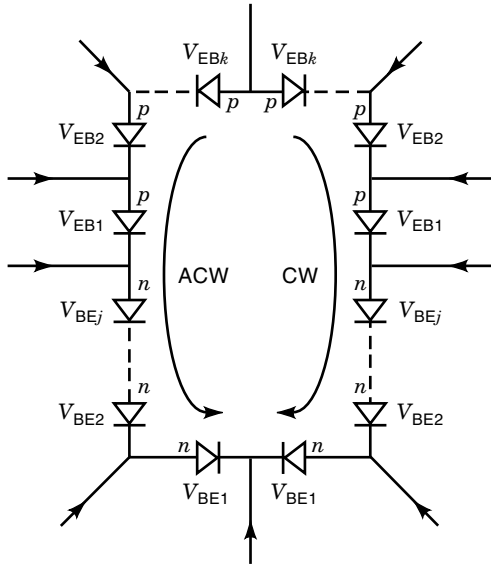 V_EBk V_EBk
p p
p p
V_EB2 V_EB2
p p
V_EB1 V_EB1
ACW CW
n n
V_BEj V_BEj
n n
V_BE2 V_BE2
n n
V_BE1 V_BE1